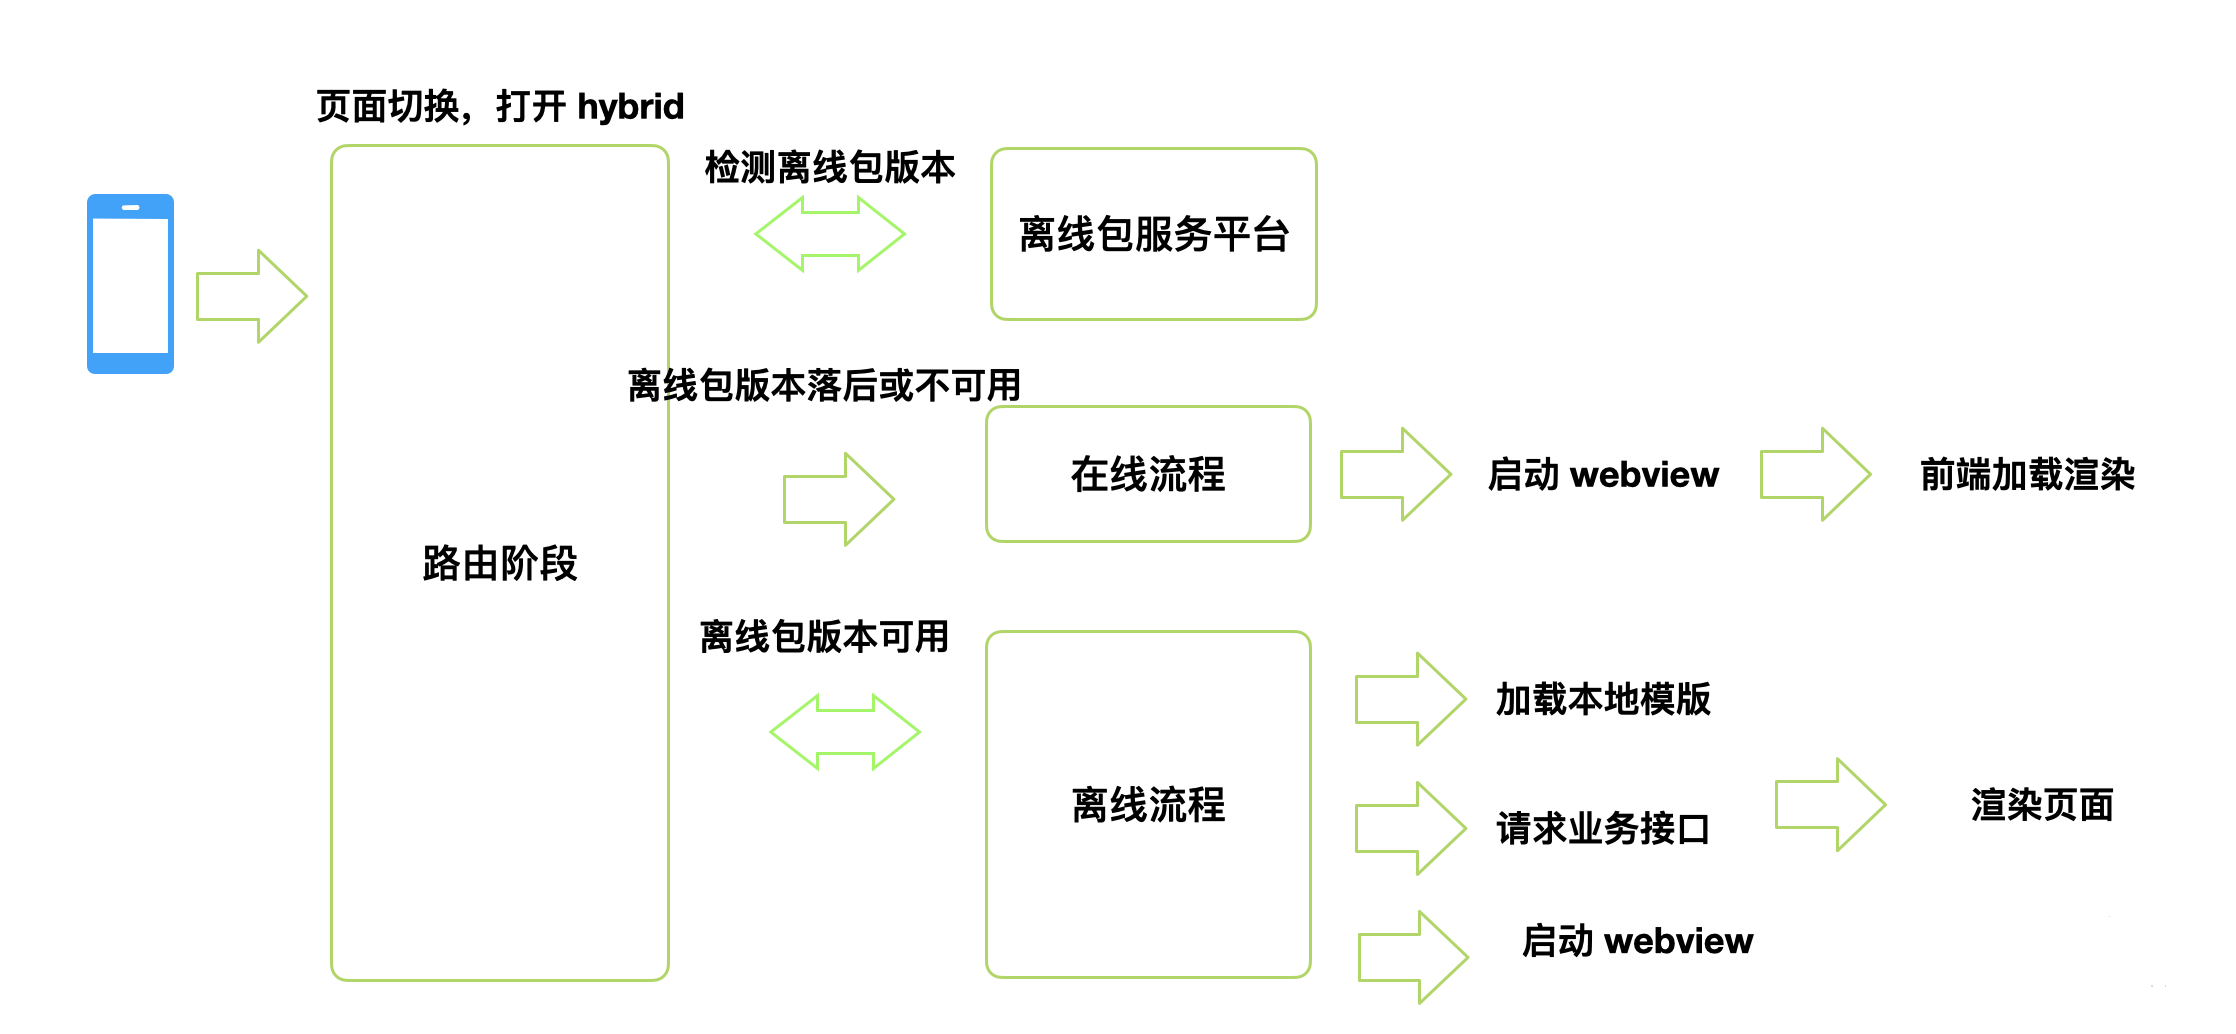 页面切换，打开 hybrid
检测离线包版本
离线包服务平台
离线包版本落后或不可用
在线流程
启动 webview
前端加载渲染
路由阶段
离线包版本可用
离线流程
加载本地模版
请求业务接口
启动 webview
渲染页面